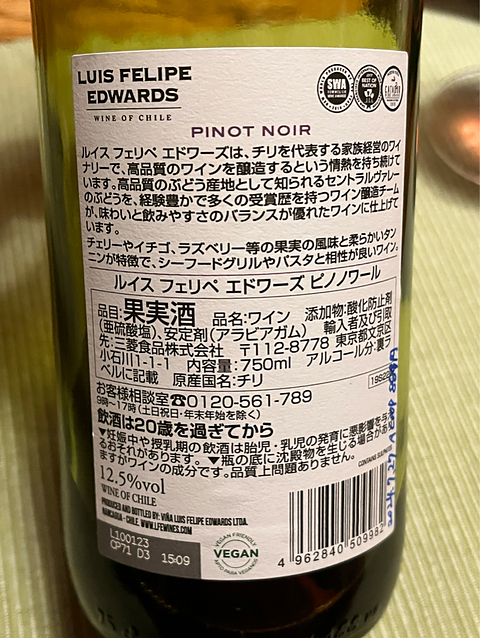 LUIS FELIPE
EDWARDS
WINE OF CHILE
SWA
BEST OF NATION
PINOT NOIR
ルイス フェリペ エドワーズは、チリを代表する家族経営のワイ
ナリーで、高品質のワインを醸造するという情熱を持ち続けて
います。高品質のぶどう産地として知られるセントラルヴァレー
のぶどうを、経験豊かで多くの受賞歴を持つワイン醸造チーム
が、味わいと飲みやすさのバランスが優れたワインに仕上げて
います。
チェリーやイチゴ、ラズベリー等の果実の風味と柔らかいタン
ニンが特徴で、シーフードグリルやパスタと相性が良いワイン。
ルイス フェリペ エドワーズ ピノノワール
品目:果実酒 品名:ワイン 添加物:酸化防止剤
(亜硫酸塩)、安定剤(アラビアガム) 輸入者及び引取
先:三菱食品株式会社 〒112-8778 東京都文京区
小石川1-1-1 内容量:750ml アルコール分:裏ラ
ベルに記載 原産国名:チリ
19922
お客様相談室☎0120-561-789
9時〜17時(土日祝日・年末年始を除く)
飲酒は20歳を過ぎてから
▼妊娠中や授乳期の飲酒は胎児・乳児の発育に悪影響を与え
るおそれがあります。▼瓶の底に沈殿物を生じる場合があり
ますがワインの成分です。品質上問題ありません。
CONTAINS SULPHITES
12.5%vol
WINE OF CHILE
PRODUCED AND BOTTLED BY: VIÑA LUIS FELIPE EDWARDS LTDA.
RANCAGUA - CHILE. WWW.LFEWINES.COM
L100123
CP71 D3 15:09
VEGAN FRIENDLY
VEGAN
APTO PARA VEGANOS
4 962840 509982